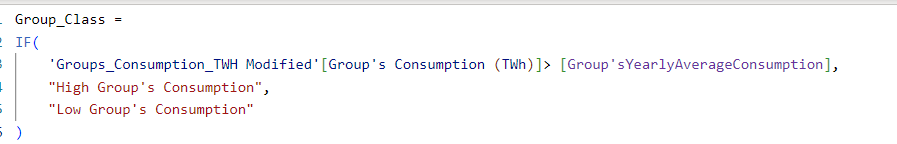 Group_Class =
IF(
'Groups_Consumption_TWH Modified'[Group's Consumption (TWh)]> [Group'sYearlyAverageConsumption],
"High Group's Consumption",
"Low Group's Consumption"
)